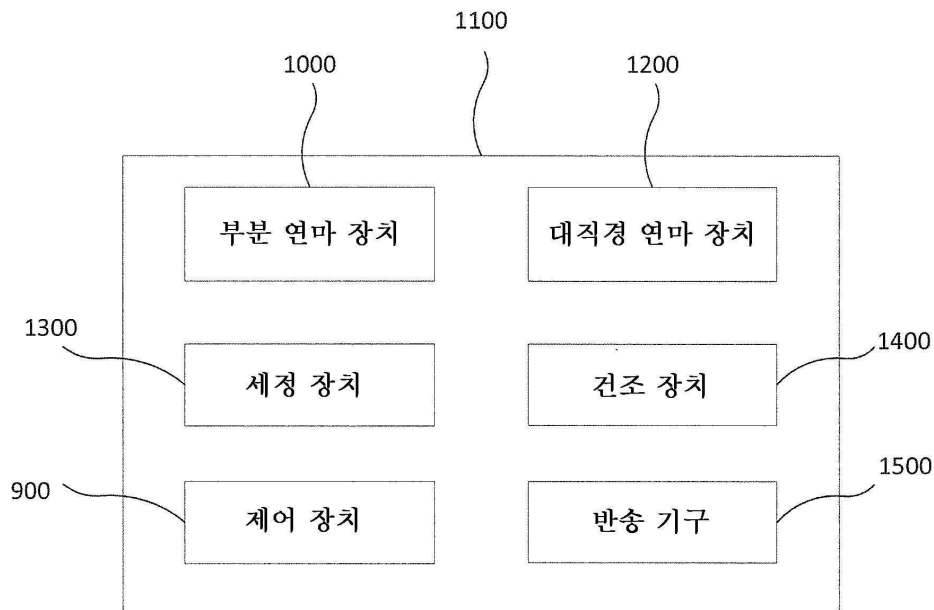 1100
1000
1200
부분 연마 장치
대직경 연마 장치
1300
1400
세정 장치
건조 장치
900
1500
제어 장치
반송 기구